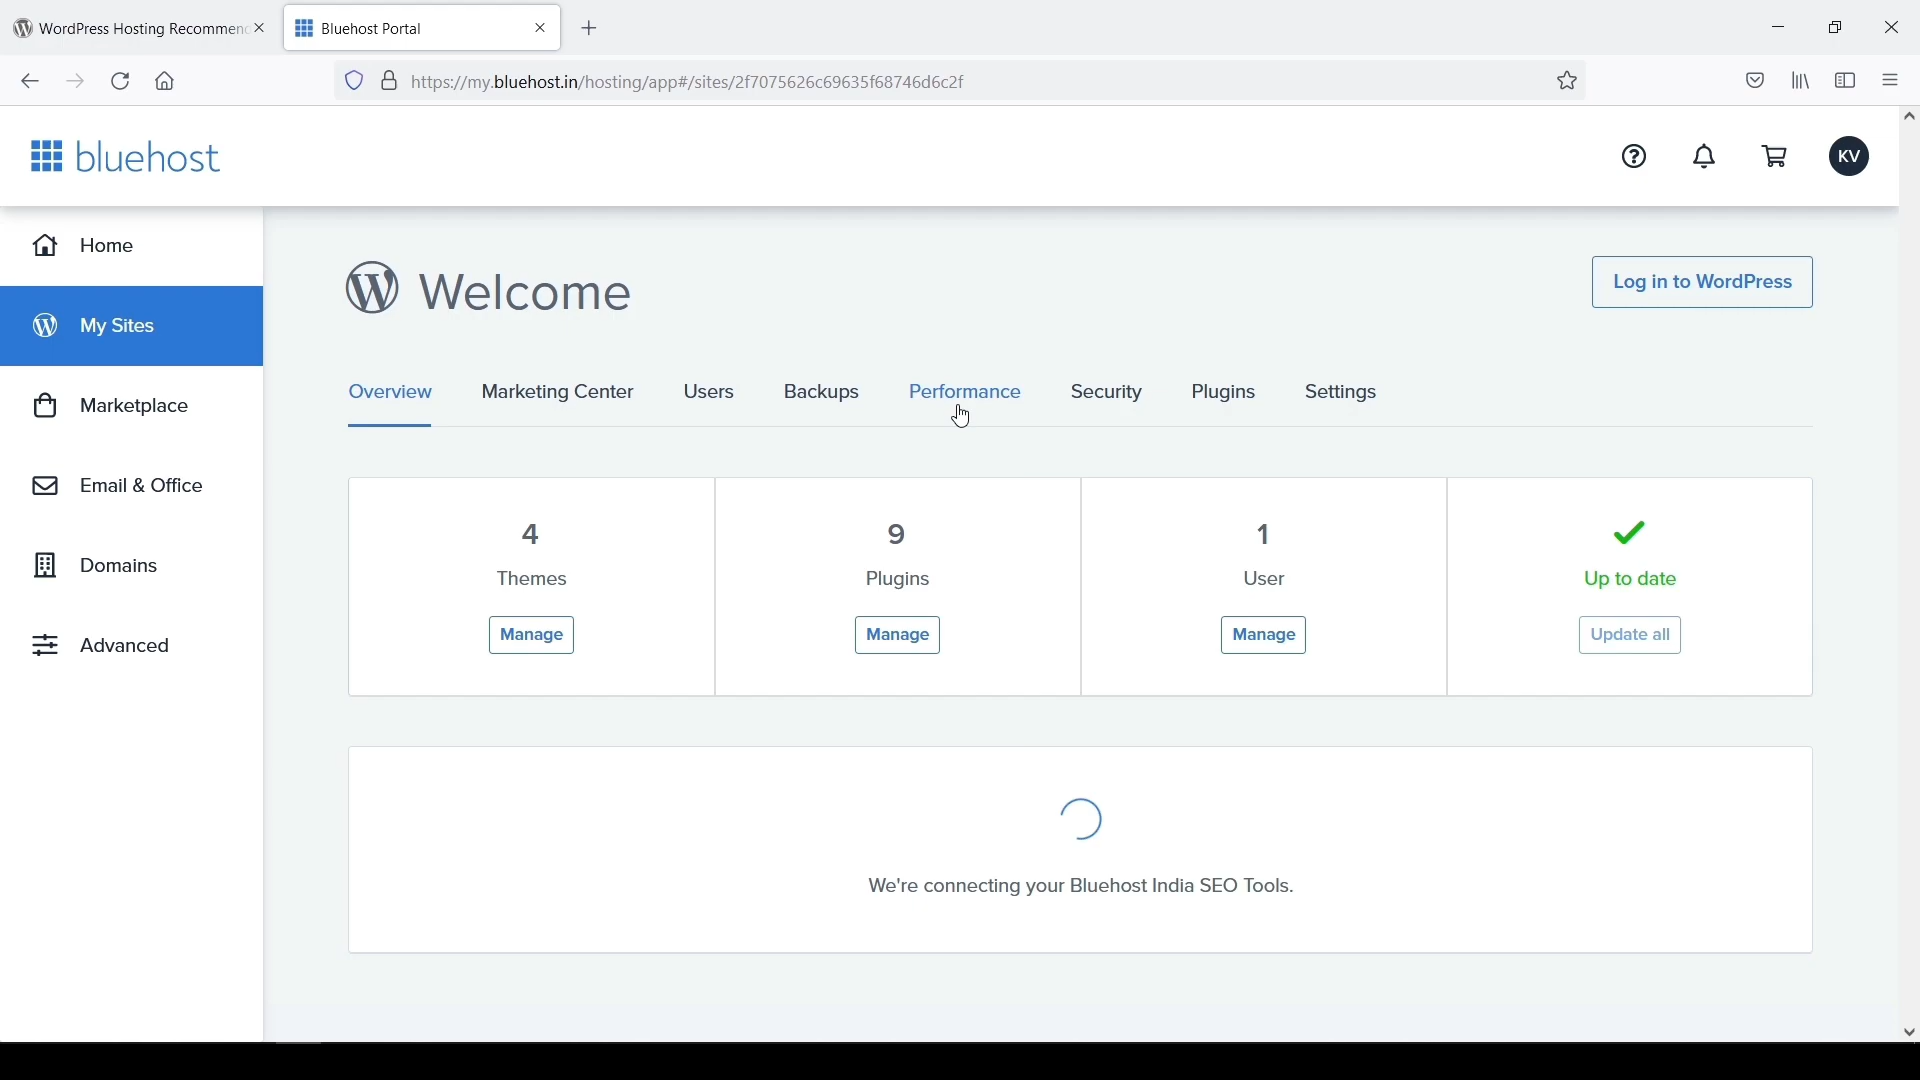 WordPress Hosting Recommen
Bluehost Portal
https://my.bluehost.in/hosting/app#/sites/2f7075626c69635f68746d6c2f
bluehost
KV
Home
My Sites
Marketplace
Email & Office
Domains
Advanced
Welcome
Log in to WordPress
Overview Marketing Center Users Backups Performance Security Plugins Settings
4 9 1
Themes Plugins User Up to date
Manage Manage Manage Update all
We're connecting your Bluehost India SEO Tools.